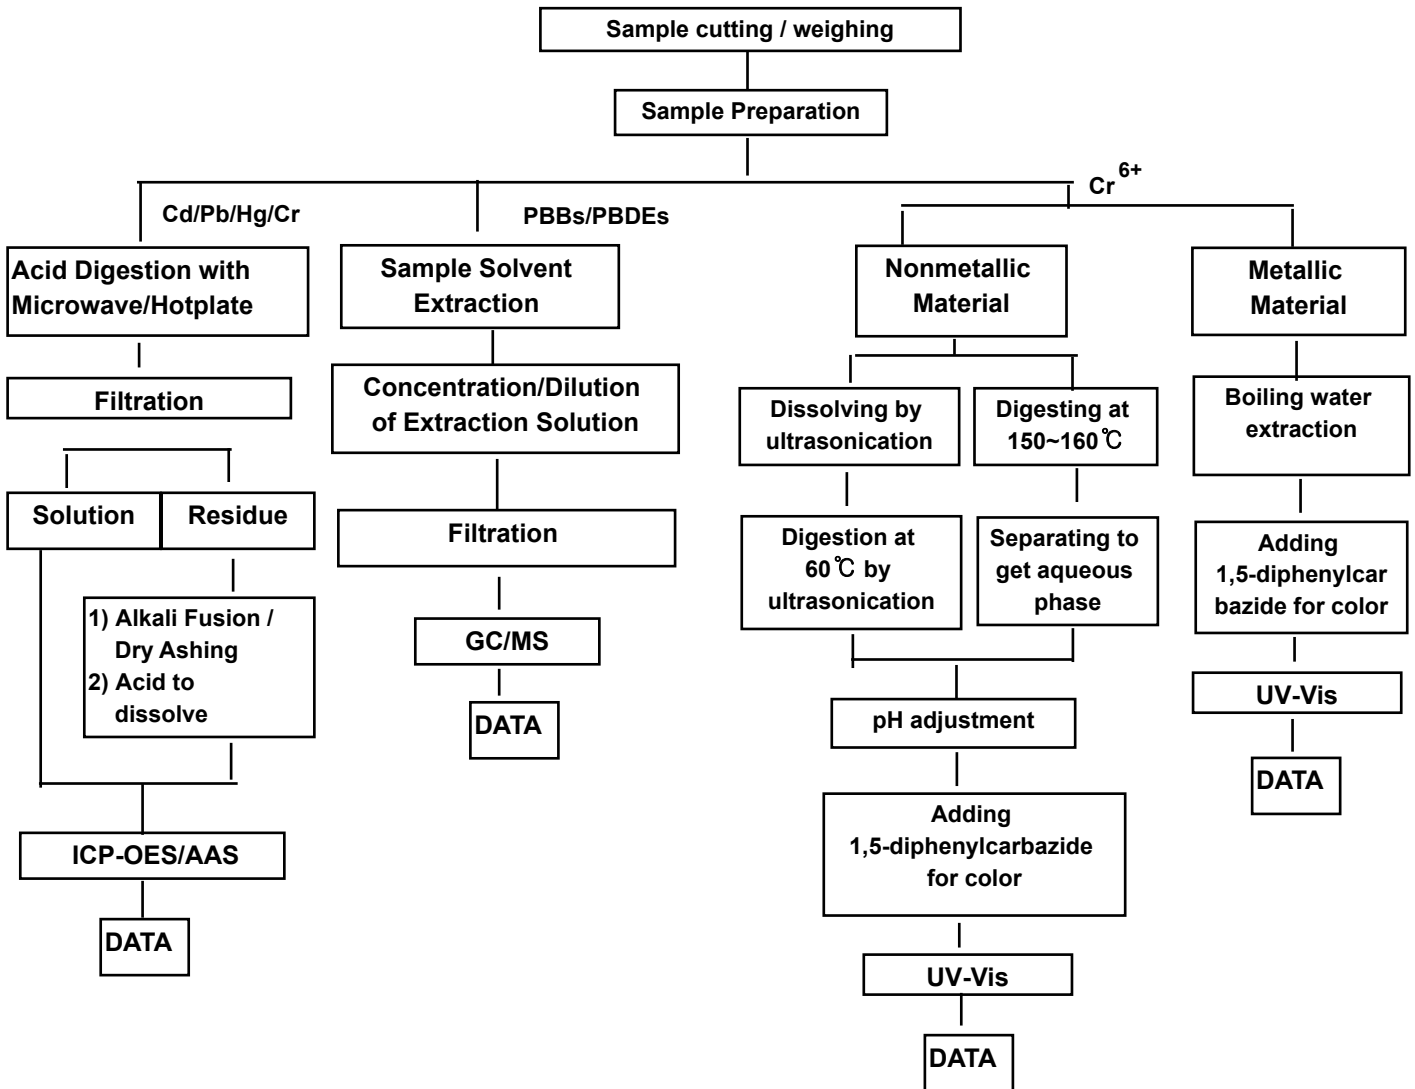 Sample cutting / weighing
Sample Preparation
Cr 6+
Cd/Pb/Hg/Cr
PBBs/PBDEs
Acid Digestion with
Microwave/Hotplate
Filtration
Solution
Residue
1) Alkali Fusion /
Dry Ashing
2) Acid to
dissolve
ICP-OES/AAS
DATA
Sample Solvent
Extraction
Concentration/Dilution
of Extraction Solution
Filtration
GC/MS
DATA
Nonmetallic
Material
Dissolving by
ultrasonication
Digestion at
60℃ by
ultrasonication
Digesting at
150~160℃
Separating to
get aqueous
phase
pH adjustment
Adding
1,5-diphenylcarbazide
for color
UV-Vis
DATA
Metallic
Material
Boiling water
extraction
Adding
1,5-diphenylcar
bazide for color
UV-Vis
DATA